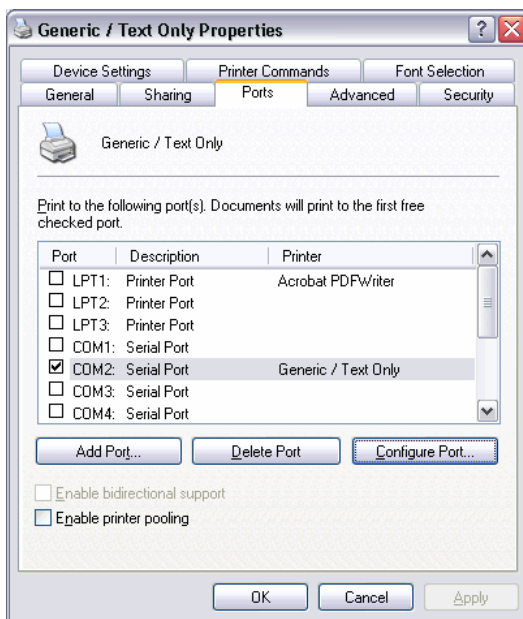 Generic / Text Only Properties
Device Settings Printer Commands Font Selection
General Sharing Ports Advanced Security
Generic / Text Only
Print to the following port(s). Documents will print to the first free
checked port.
Port Description Printer
LPT1: Printer Port Acrobat PDFWriter
LPT2: Printer Port
LPT3: Printer Port
COM1: Serial Port
COM2: Serial Port Generic / Text Only
COM3: Serial Port
COM4: Serial Port
Add Port... Delete Port Configure Port...
Enable bidirectional support
Enable printer pooling
OK Cancel Apply